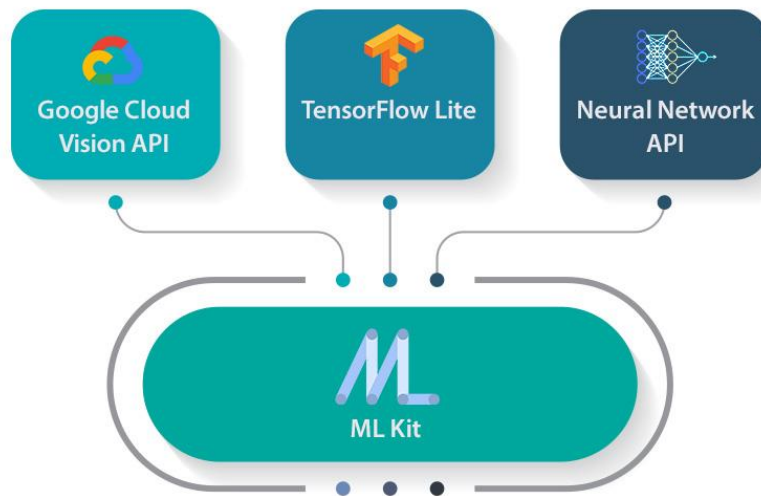 Google Cloud
Vision API
TensorFlow Lite
Neural Network
API
ML Kit